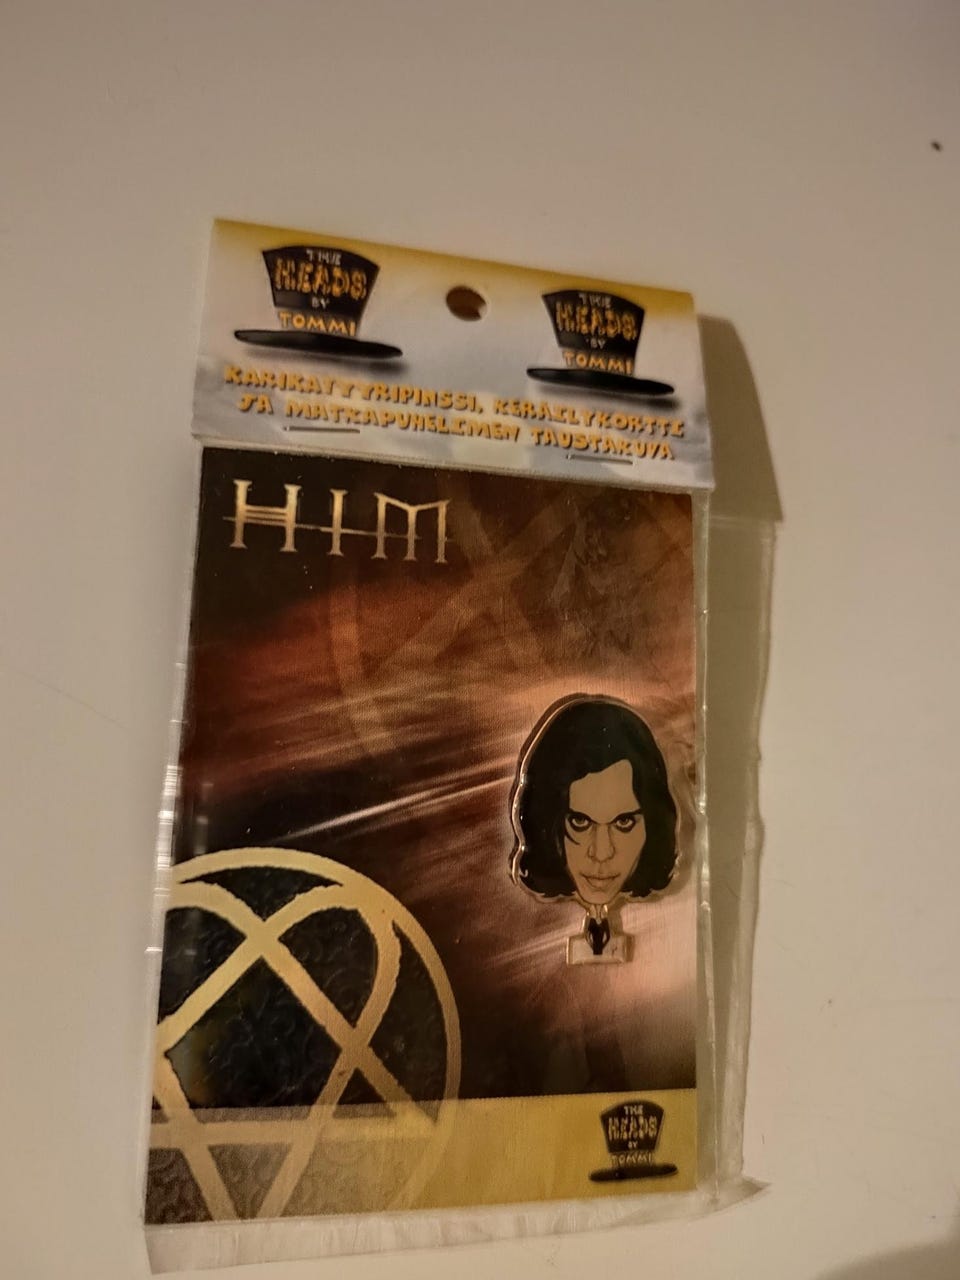 THE
HEADS
BY
TOMMI
THE
HEADS
BY
TOMMI
KARIKATYYRIPINSSI, KERÄILYKORTTI
JA MATKAPUHELIMEN TAUSTAKUVA
HIM
THE
HEADS
BY
TOMMI